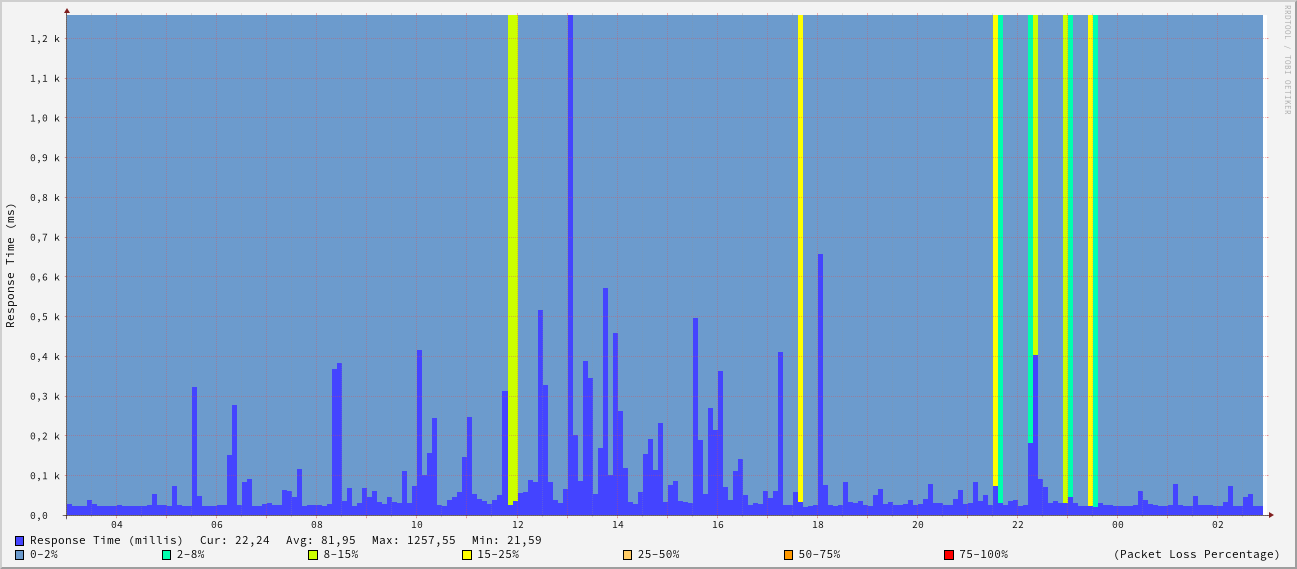 RRDTOOL / TOBI OETIKER
Response Time (ms)
1,2 k
1,1 k
1,0 k
0,9 k
0,8 k
0,7 k
0,6 k
0,5 k
0,4 k
0,3 k
0,2 k
0,1 k
0,0
04 06 08 10 12 14 16 18 20 22 00 02
Response Time (millis) Cur: 22,24 Avg: 81,95 Max: 1257,55 Min: 21,59
0-2% 2-8% 8-15% 15-25% 25-50% 50-75% 75-100% (Packet Loss Percentage)